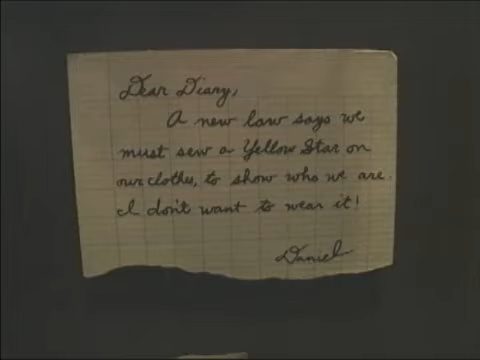 Dear Diary,
A new law says we
must sew a Yellow Star on
our clothes, to show who we are.
I don't want to wear it!
Daniel